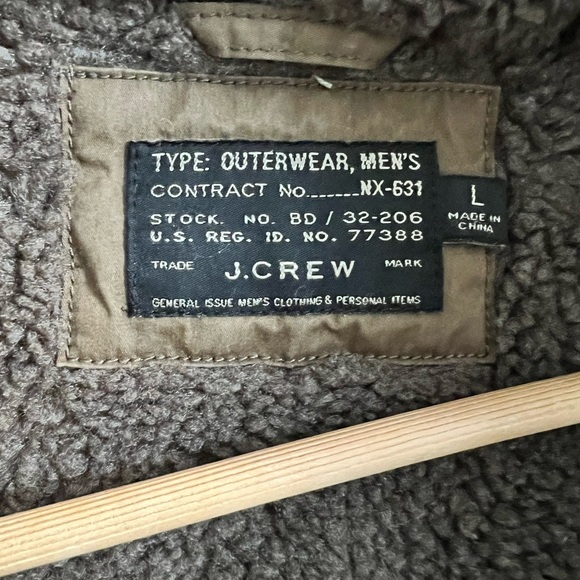 TYPE: OUTERWEAR, MEN'S
CONTRACT No._______NX-631
STOCK. NO. BD / 32-206
U.S. REG. ID. NO. 77388
TRADE J.CREW MARK
GENERAL ISSUE MEN'S CLOTHING & PERSONAL ITEMS
L
MADE IN
CHINA